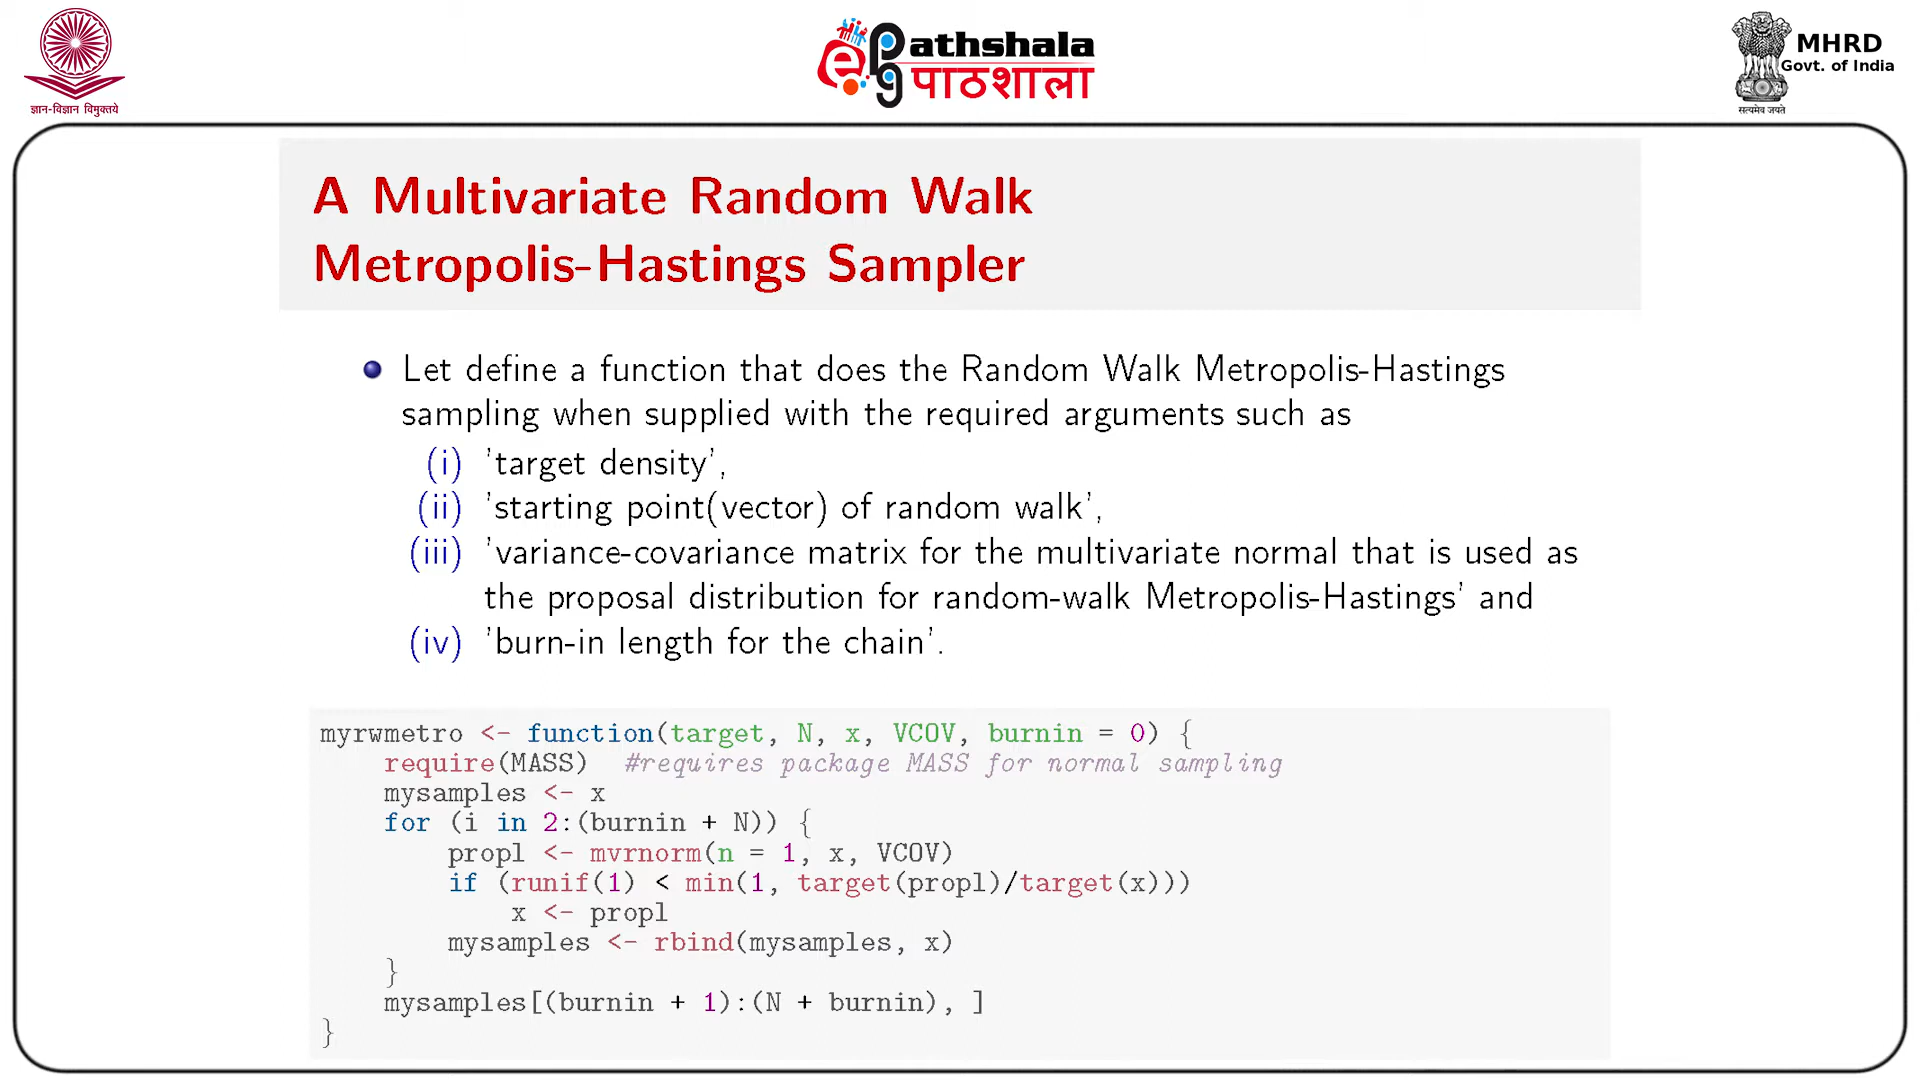 ज्ञान-विज्ञान विमुक्तये
ePG athshala
पाठशाला
MHRD
Govt. of India
सत्यमेव जयते
A Multivariate Random Walk
Metropolis-Hastings Sampler
Let define a function that does the Random Walk Metropolis-Hastings
sampling when supplied with the required arguments such as
(i) 'target density',
(ii) 'starting point(vector) of random walk',
(iii) 'variance-covariance matrix for the multivariate normal that is used as
the proposal distribution for random-walk Metropolis-Hastings' and
(iv) 'burn-in length for the chain'.
myrwmetro <- function(target, N, x, VCOV, burnin = 0) {
    require(MASS)  #requires package MASS for normal sampling
    mysamples <- x
    for (i in 2:(burnin + N)) {
        propl <- mvrnorm(n = 1, x, VCOV)
        if (runif(1) < min(1, target(propl)/target(x)))
            x <- propl
        mysamples <- rbind(mysamples, x)
    }
    mysamples[(burnin + 1):(N + burnin), ]
}